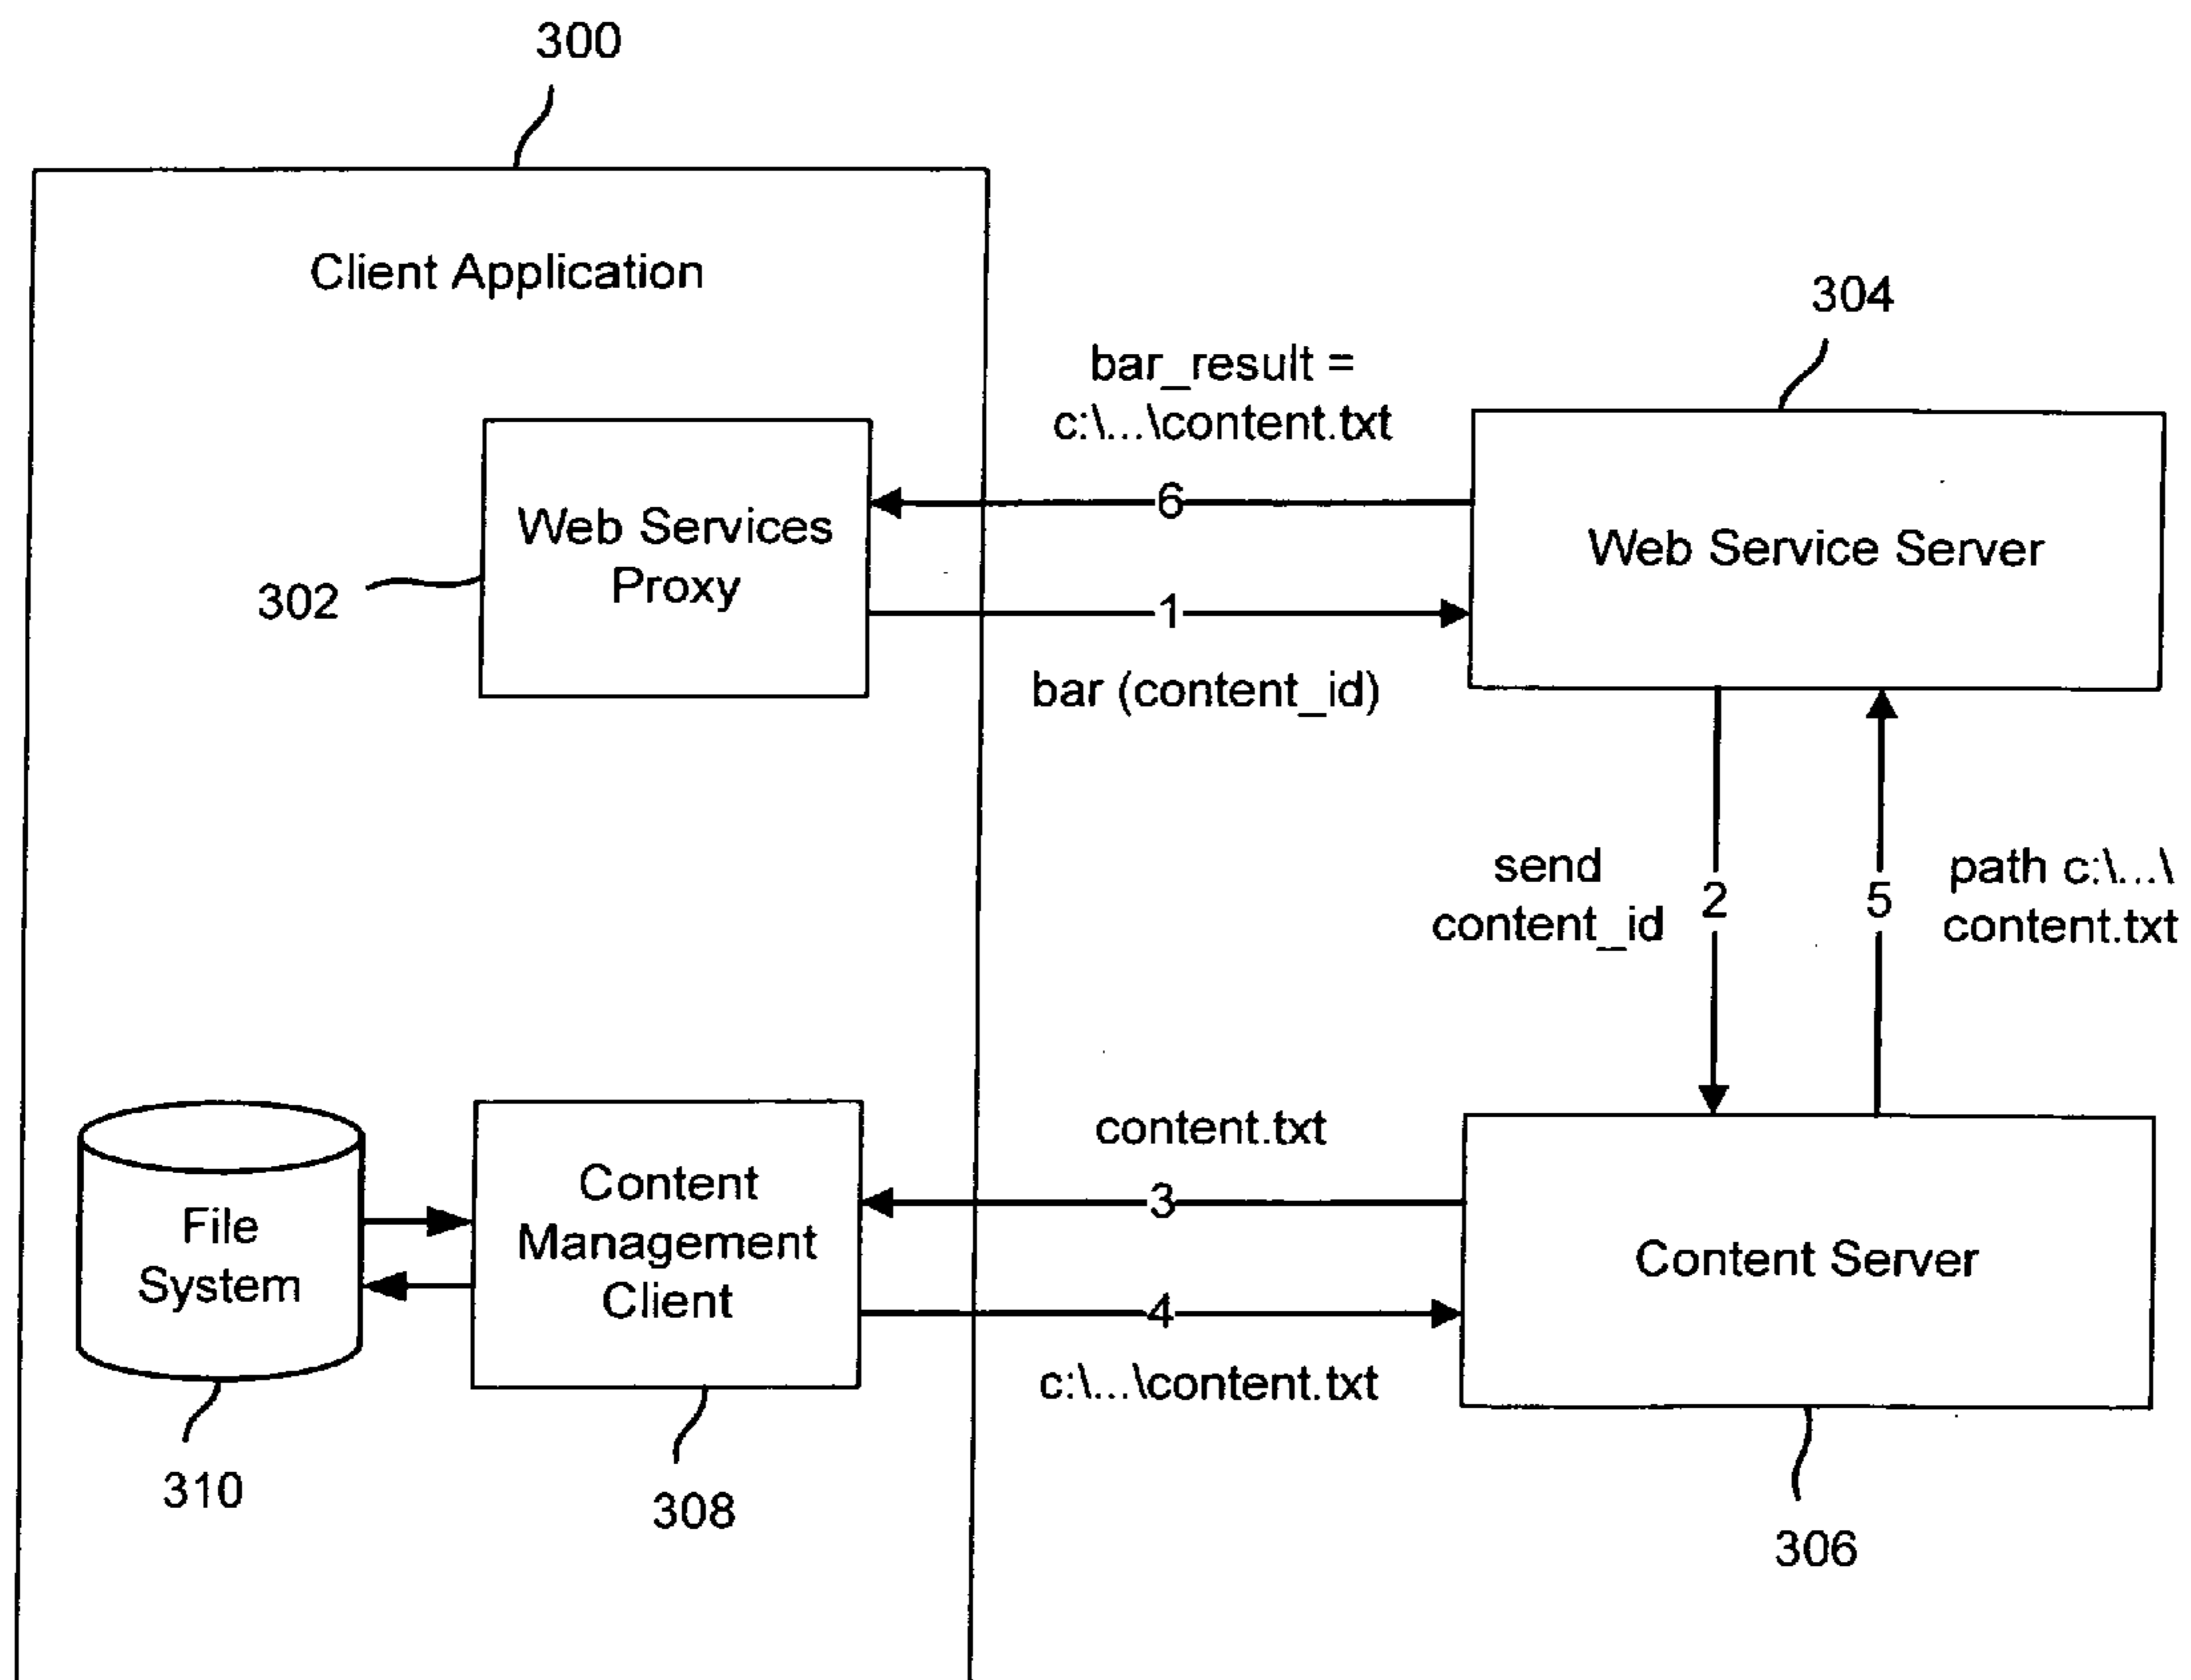 300
Client Application
304
bar_result =
c:\...\content.txt
6
Web Services
Proxy
302
Web Service Server
1
bar (content_id)
send
content_id
2
5
path c:\...\
content.txt
content.txt
3
Content
Management
Client
File
System
Content Server
4
c:\...\content.txt
310
308
306